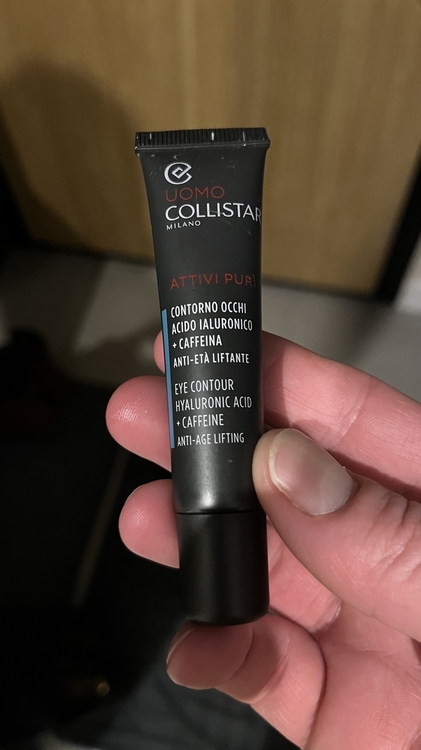 UOMO
COLLISTAR
MILANO
ATTIVI PURI
CONTORNO OCCHI
ACIDO IALURONICO
+ CAFFEINA
ANTI-ETÀ LIFTANTE
EYE CONTOUR
HYALURONIC ACID
+ CAFFEINE
ANTI-AGE LIFTING